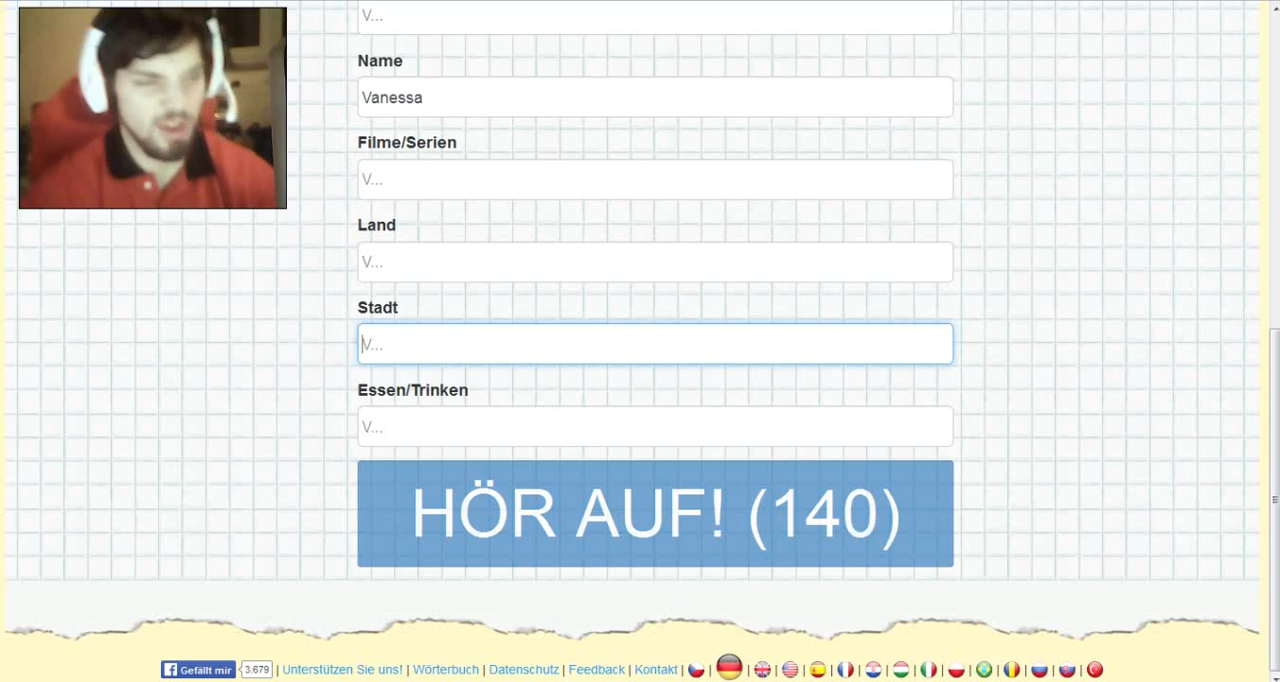 V...
Name
Vanessa
Filme/Serien
V...
Land
V...
Stadt
V...
Essen/Trinken
V...
HÖR AUF! (140)
Gefällt mir 3.679 | Unterstützen Sie uns! | Wörterbuch | Datenschutz | Feedback | Kontakt |